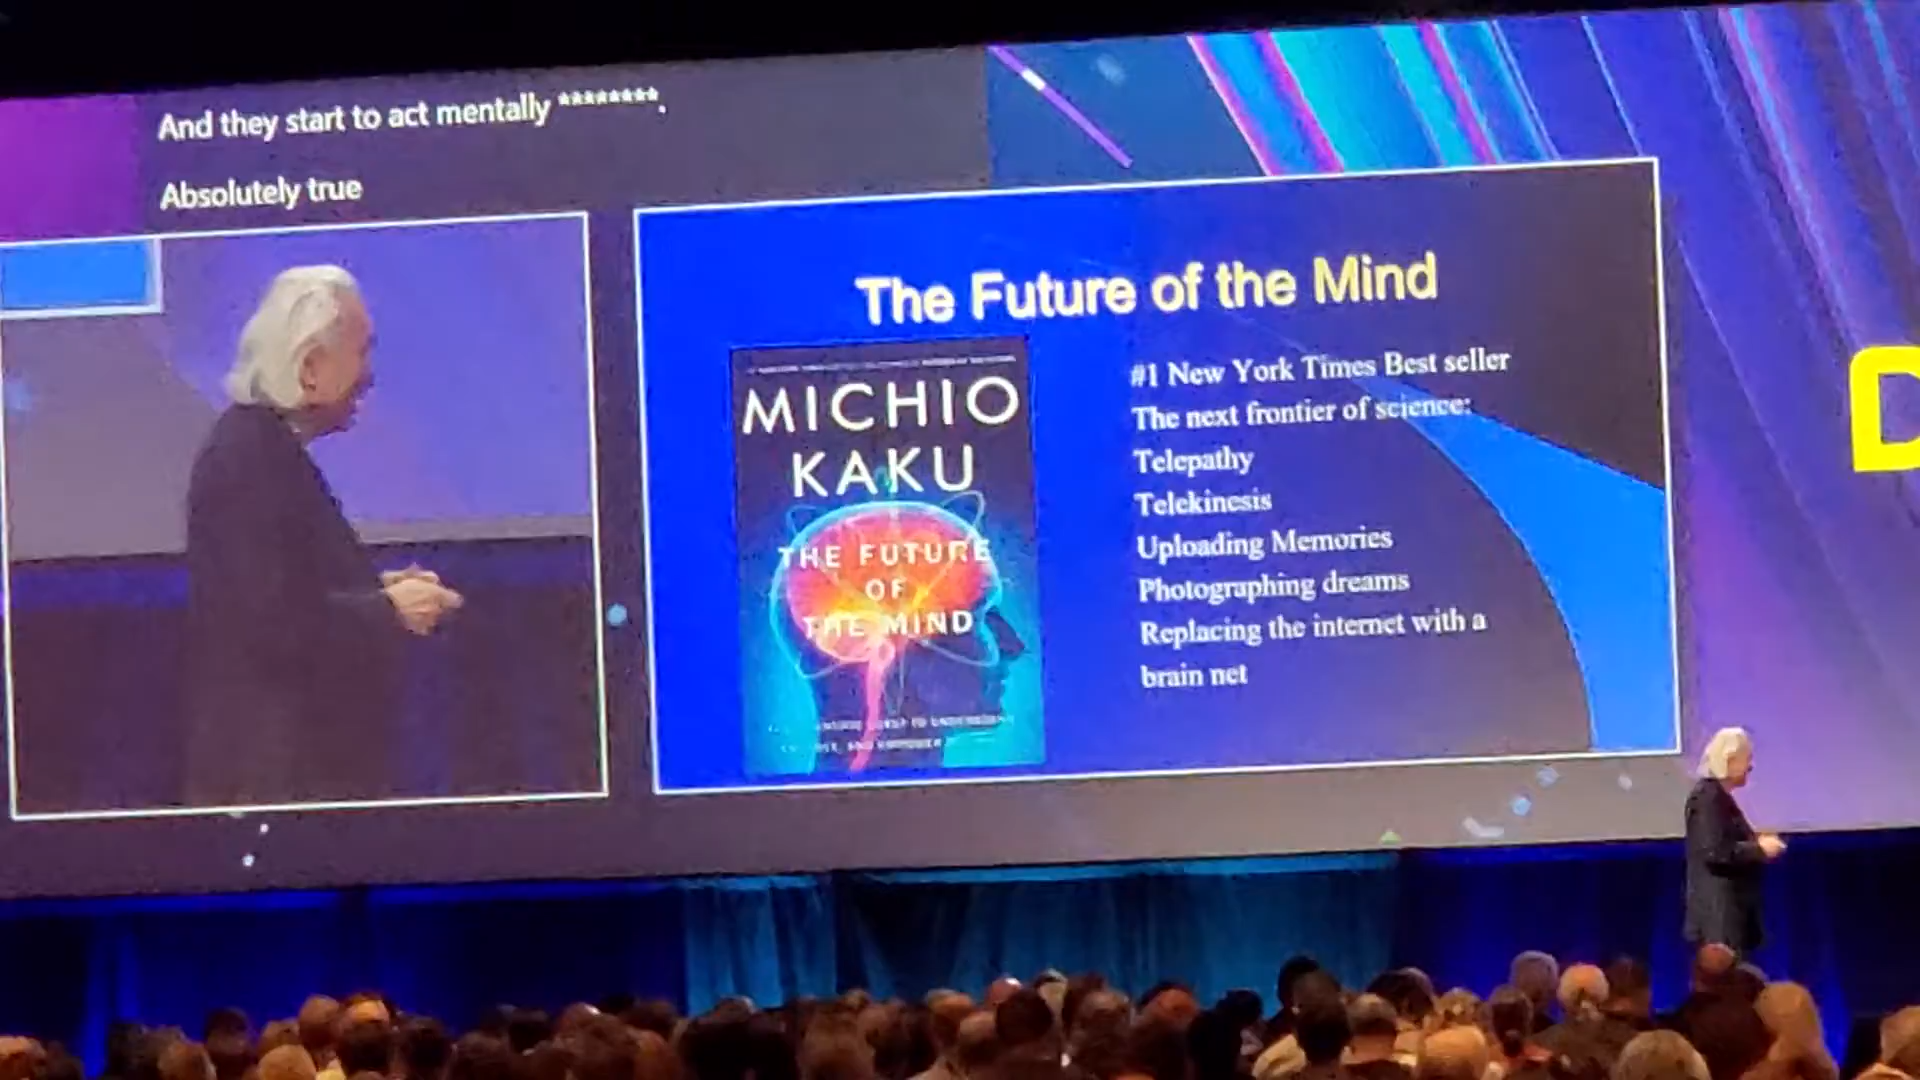 And they start to act mentally ********.
Absolutely true
The Future of the Mind
MICHIO
KAKU
THE FUTURE
OF
THE MIND
#1 New York Times Best seller
The next frontier of science:
Telepathy
Telekinesis
Uploading Memories
Photographing dreams
Replacing the internet with a
brain net
D